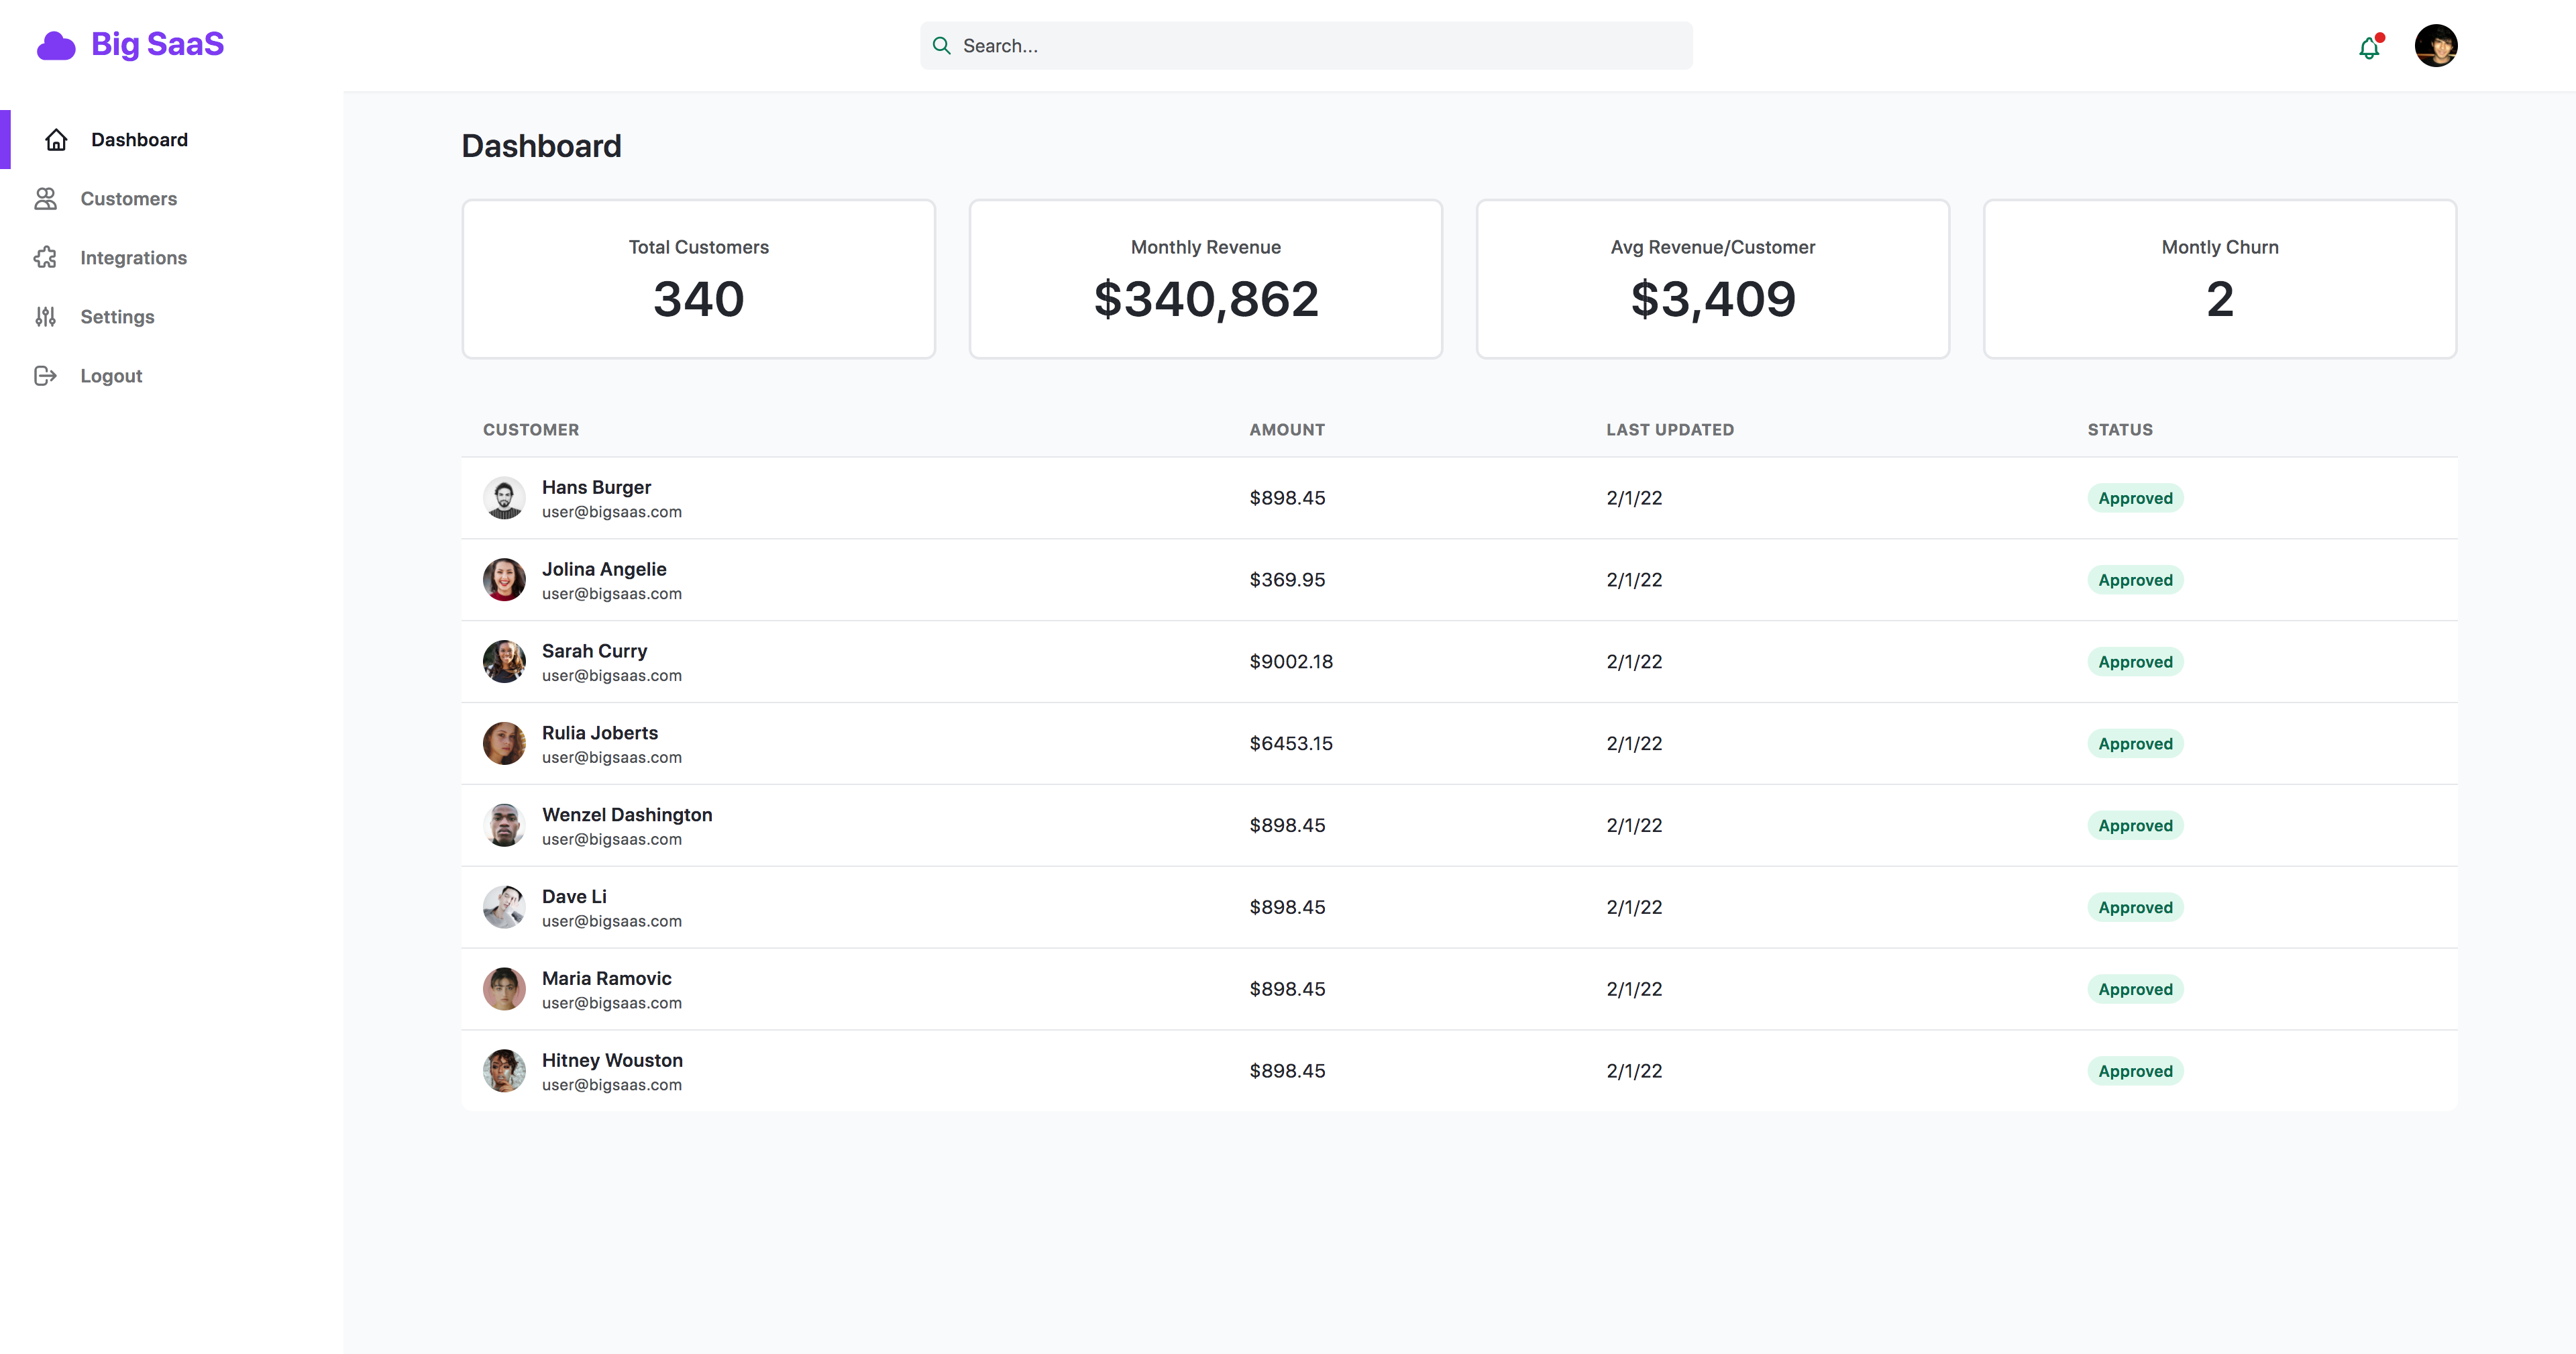 Big SaaS
Search...
Dashboard
Customers
Integrations
Settings
Logout
Dashboard
Total Customers
340
Monthly Revenue
$340,862
Avg Revenue/Customer
$3,409
Montly Churn
2
CUSTOMER AMOUNT LAST UPDATED STATUS
Hans Burger
user@bigsaas.com
$898.45 2/1/22 Approved
Jolina Angelie
user@bigsaas.com
$369.95 2/1/22 Approved
Sarah Curry
user@bigsaas.com
$9002.18 2/1/22 Approved
Rulia Joberts
user@bigsaas.com
$6453.15 2/1/22 Approved
Wenzel Dashington
user@bigsaas.com
$898.45 2/1/22 Approved
Dave Li
user@bigsaas.com
$898.45 2/1/22 Approved
Maria Ramovic
user@bigsaas.com
$898.45 2/1/22 Approved
Hitney Wouston
user@bigsaas.com
$898.45 2/1/22 Approved